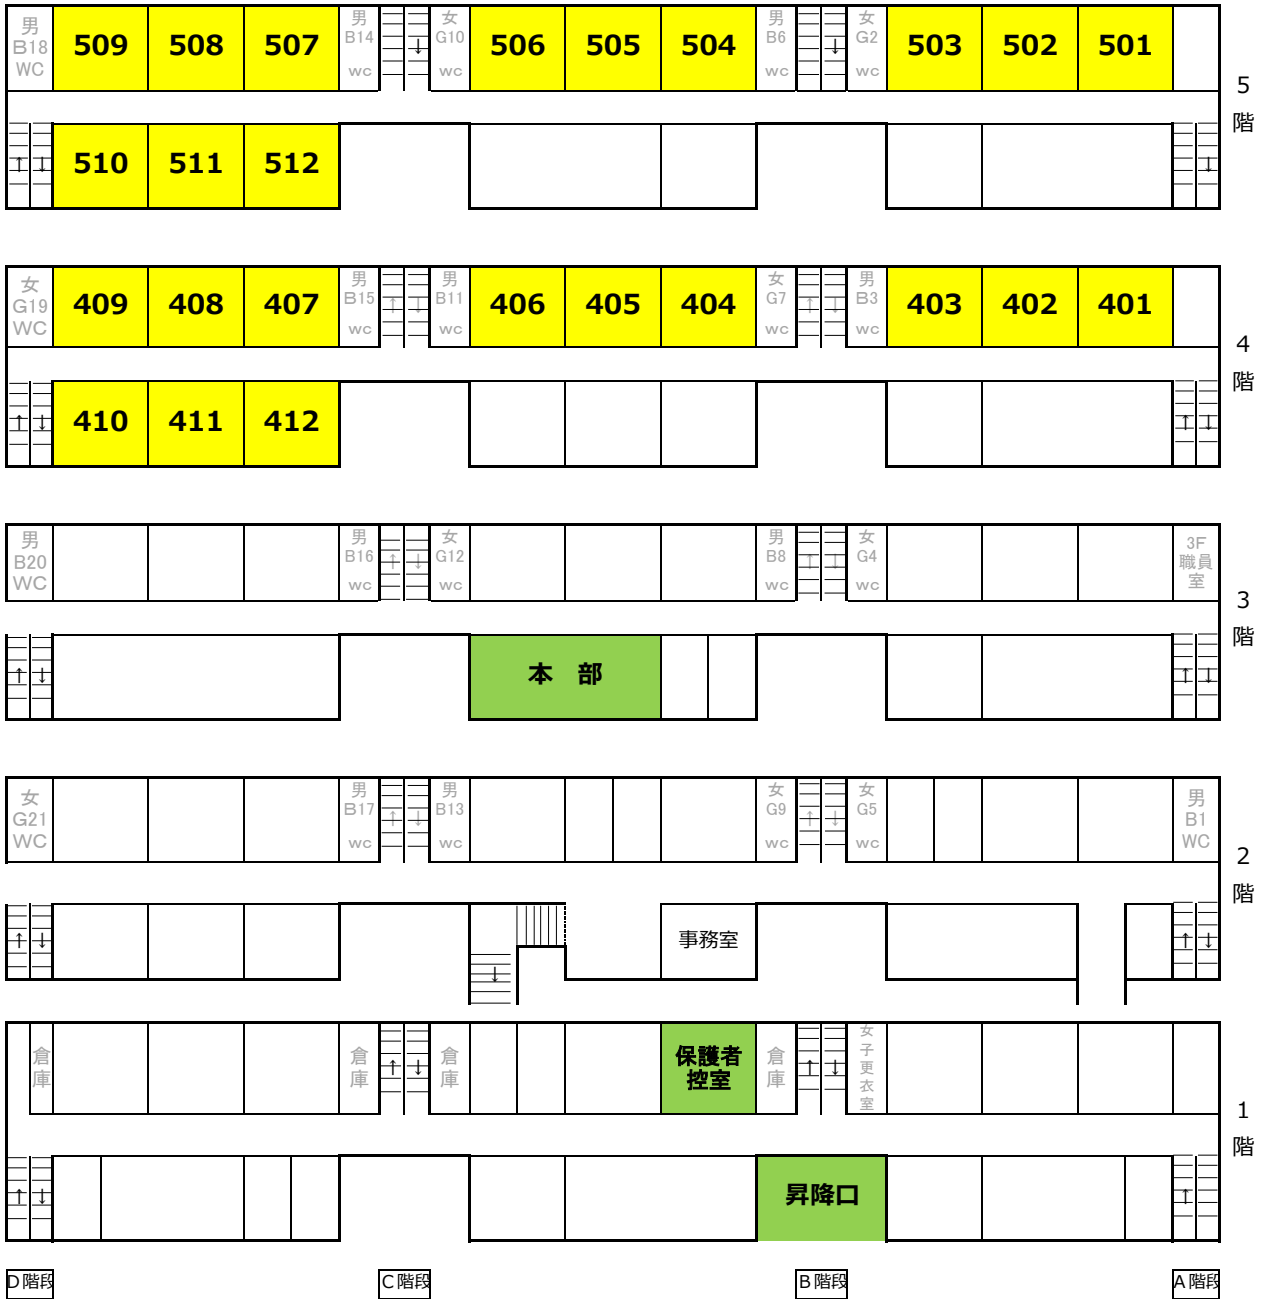 男 B18 WC 509 508 507 男 B14 wc ↓ 女 G10 wc 506 505 504 男 B6 wc ↓ 女 G2 wc 503 502 501
5階
↑ ↓ 510 511 512 ↓
女 G19 WC 409 408 407 男 B15 wc ↑ ↓ 男 B11 wc 406 405 404 女 G7 wc ↑ ↓ 男 B3 wc 403 402 401
4階
↑ ↓ 410 411 412 ↑ ↓
男 B20 WC 男 B16 wc ↑ ↓ 女 G12 wc 男 B8 wc ↑ ↓ 女 G4 wc 3F 職員室
3階
↑ ↓ 本 部 ↑ ↓
女 G21 WC 男 B17 wc ↑ ↓ 男 B13 wc 女 G9 wc ↑ ↓ 女 G5 wc 男 B1 WC
2階
↑ ↓ ↓ 事務室 ↑ ↓
倉庫 倉庫 ↑ ↓ 倉庫 保護者控室 倉庫 ↑ ↓ 女子更衣室
1階
↑ ↓ 昇降口 ↑
D階段 C階段 B階段 A階段